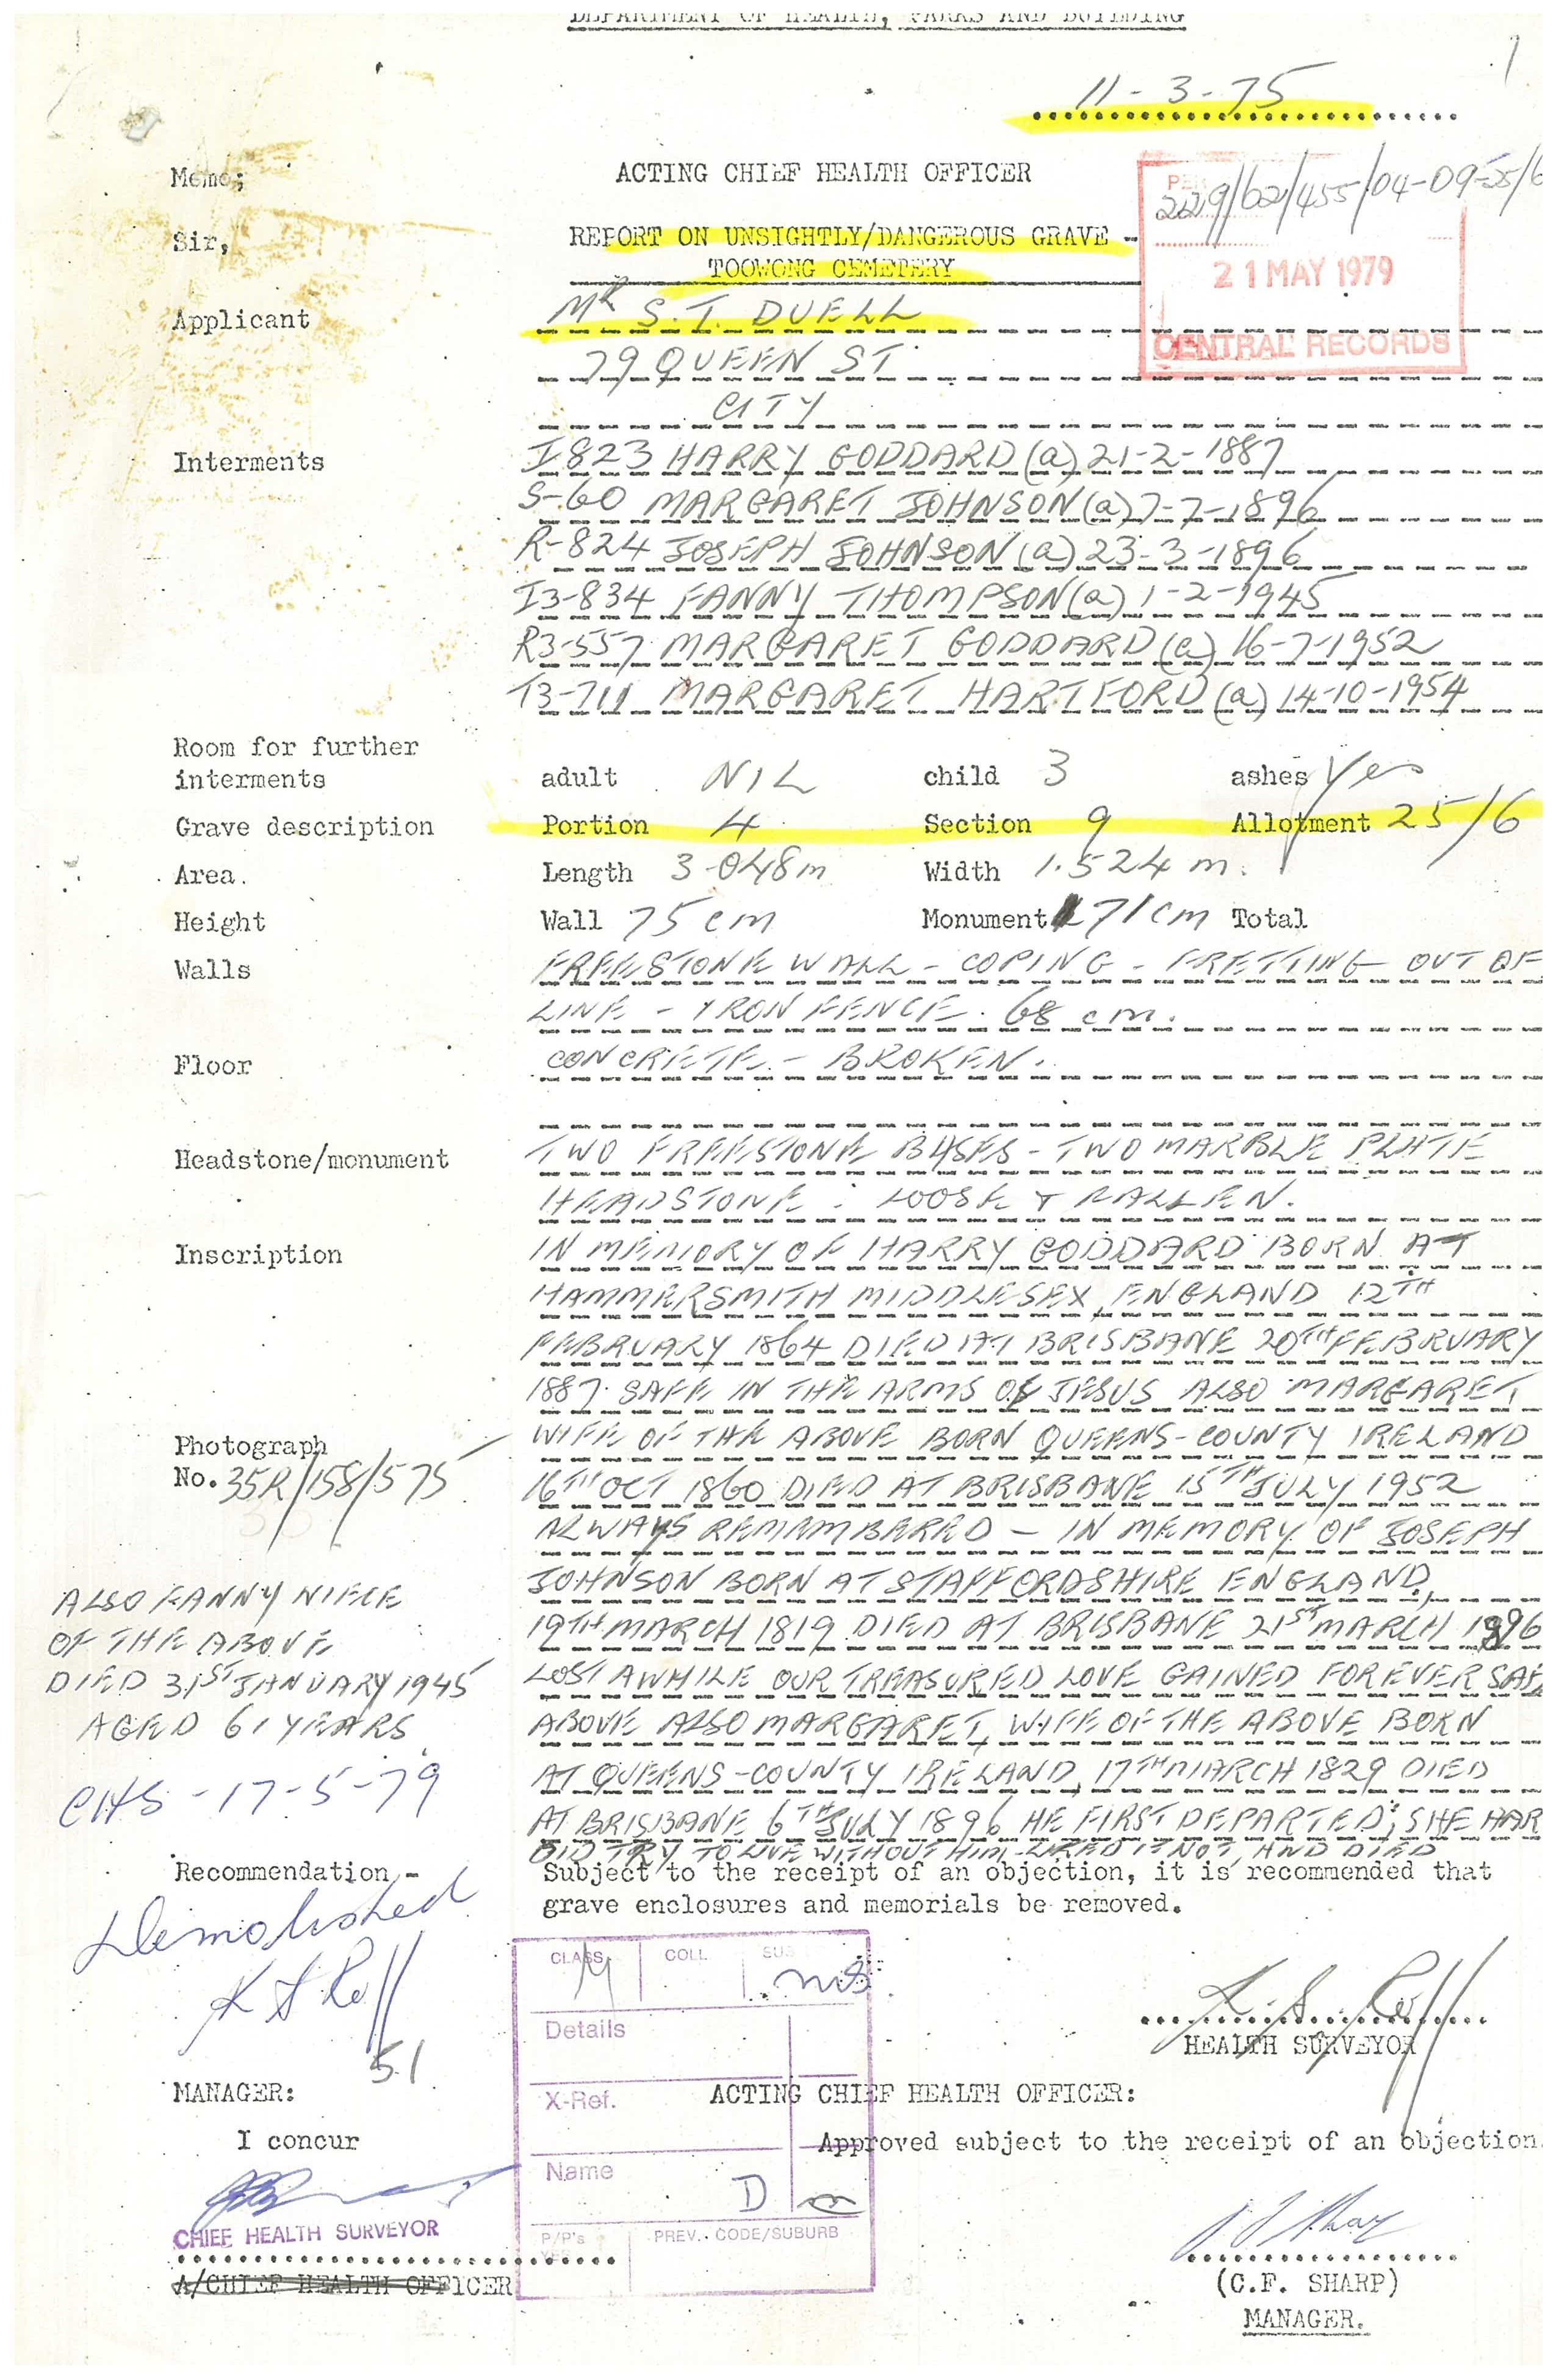 DEPARTMENT OF HEALTH, PARKS AND BUILDING
1
11-3-75
Memo; ACTING CHIEF HEALTH OFFICER
229/62/455/04-09-25/6
Sir, REPORT ON UNSIGHTLY/DANGEROUS GRAVE -
TOOWONG CEMETERY
21 MAY 1979
CENTRAL RECORDS
Applicant MR S.T. DUELL
79 QUEEN ST
CITY
Interments I-823 HARRY GODDARD (a) 21-2-1887
S-60 MARGARET JOHNSON (a) 7-7-1896
R-824 JOSEPH JOHNSON (a) 23-3-1896
I3-834 FANNY THOMPSON (a) 1-2-1945
R3-557 MARGARET GODDARD (a) 16-7-1952
T3-711 MARGARET HARTFORD (a) 14-10-1954
Room for further
interments adult NIL child 3 ashes Yes
Grave description Portion 4 Section 9 Allotment 25/6
Area. Length 3.048m Width 1.524 m.
Height Wall 75 cm Monument 71cm Total
Walls FREESTONE WALL - COPING - FRETTING OUT OF
LINE - IRON FENCE. 68 cm.
Floor CONCRETE - BROKEN.
Headstone/monument TWO FREESTONE BASES - TWO MARBLE PLATE
HEADSTONE : LOOSE + FALLEN.
Inscription IN MEMORY OF HARRY GODDARD BORN AT
HAMMERSMITH MIDDLESEX, ENGLAND 12TH
FEBRUARY 1864 DIED AT BRISBANE 20TH FEBRUARY
1887. SAFE IN THE ARMS OF JESUS ALSO MARGARET
WIFE OF THE ABOVE BORN QUEENS-COUNTY IRELAND
Photograph
No. 35R/158/575
16TH OCT 1860 DIED AT BRISBANE 15TH JULY 1952
ALWAYS REMEMBERED - IN MEMORY OF JOSEPH
JOHNSON BORN AT STAFFORDSHIRE ENGLAND,
19TH MARCH 1819 DIED AT BRISBANE 21ST MARCH 1896
LOST AWHILE OUR TREASURED LOVE GAINED FOREVER SAFE
ABOVE ALSO MARGARET, WIFE OF THE ABOVE BORN
AT QUEENS-COUNTY IRELAND, 17TH MARCH 1829 DIED
AT BRISBANE 6TH JULY 1896 HE FIRST DEPARTED; SHE HAR
DID TRY TO LIVE WITHOUT HIM - LIKED IT NOT, AND DIED
ALSO FANNY NIECE
OF THE ABOVE
DIED 31ST JANUARY 1945
AGED 61 YEARS
CHS - 17-5-79
Recommendation,- Subject to the receipt of an objection, it is recommended that
grave enclosures and memorials be removed.
Demolished
CLASS COLL SUB
M
Details
X-Ref.
Name
D
P/P's PREV. CODE/SUBURB
HEALTH SURVEYOR
51
MANAGER: ACTING CHIEF HEALTH OFFICER:
I concur Approved subject to the receipt of an objection.
CHIEF HEALTH SURVEYOR
A/CHIEF HEALTH OFFICER
(C.F. SHARP)
MANAGER.